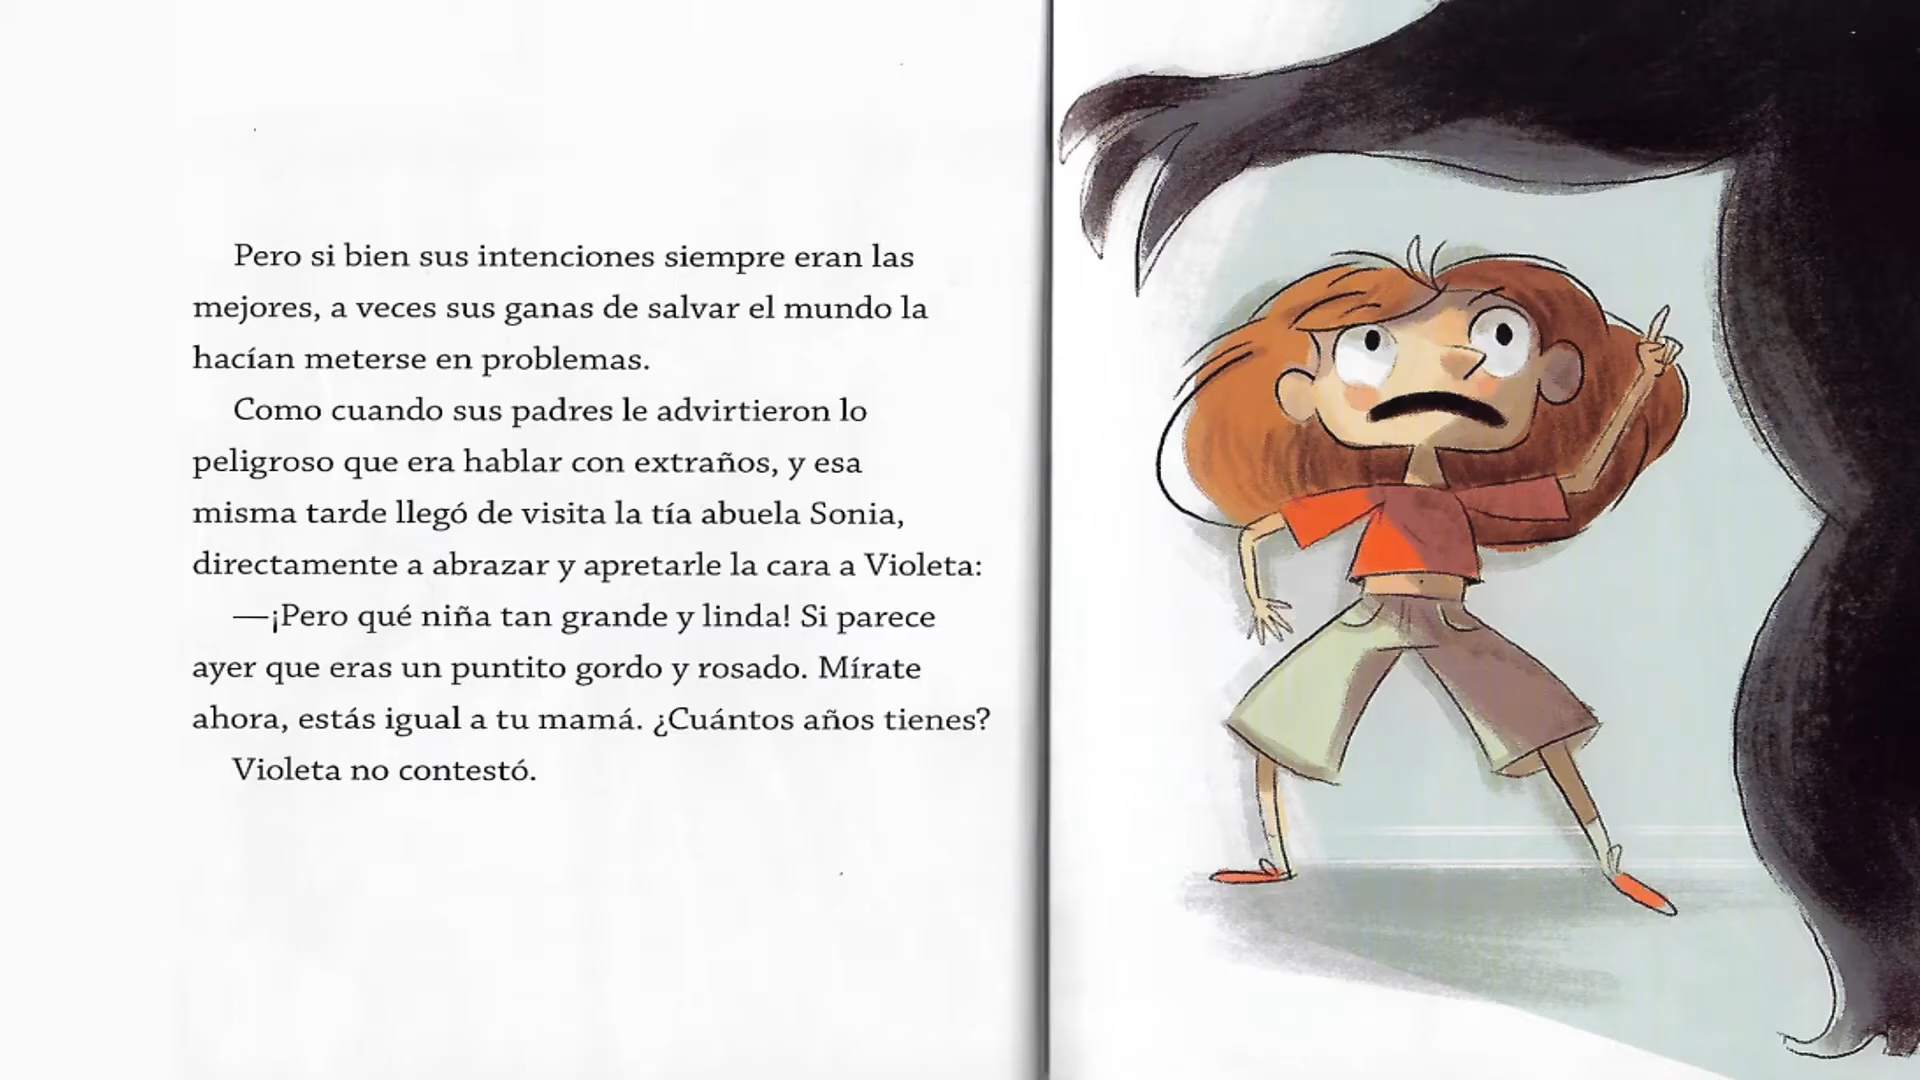 Pero si bien sus intenciones siempre eran las
mejores, a veces sus ganas de salvar el mundo la
hacían meterse en problemas.
Como cuando sus padres le advirtieron lo
peligroso que era hablar con extraños, y esa
misma tarde llegó de visita la tía abuela Sonia,
directamente a abrazar y apretarle la cara a Violeta:
—¡Pero qué niña tan grande y linda! Si parece
ayer que eras un puntito gordo y rosado. Mírate
ahora, estás igual a tu mamá. ¿Cuántos años tienes?
Violeta no contestó.